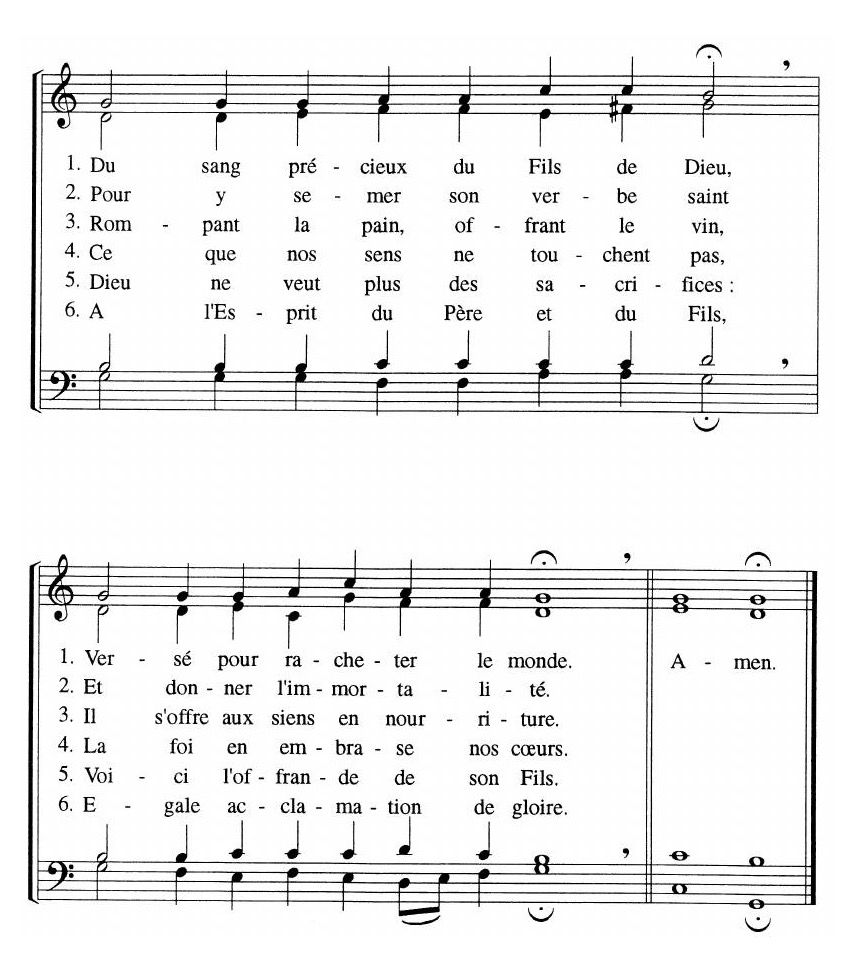 1. Du sang pré - cieux du Fils de Dieu,
2. Pour y se - mer son ver - be saint
3. Rom - pant la pain, of - frant le vin,
4. Ce que nos sens ne tou - chent pas,
5. Dieu ne veut plus des sa - cri - fices :
6. A l'Es - prit du Père et du Fils,
1. Ver - sé pour ra - che - ter le monde. A - men.
2. Et don - ner l'im - mor - ta - li - té.
3. Il s'offre aux siens en nour - ri - ture.
4. La foi en em - bra - se nos cœurs.
5. Voi - ci l'of - fran - de de son Fils.
6. E - gale ac - cla - ma - tion de gloire.